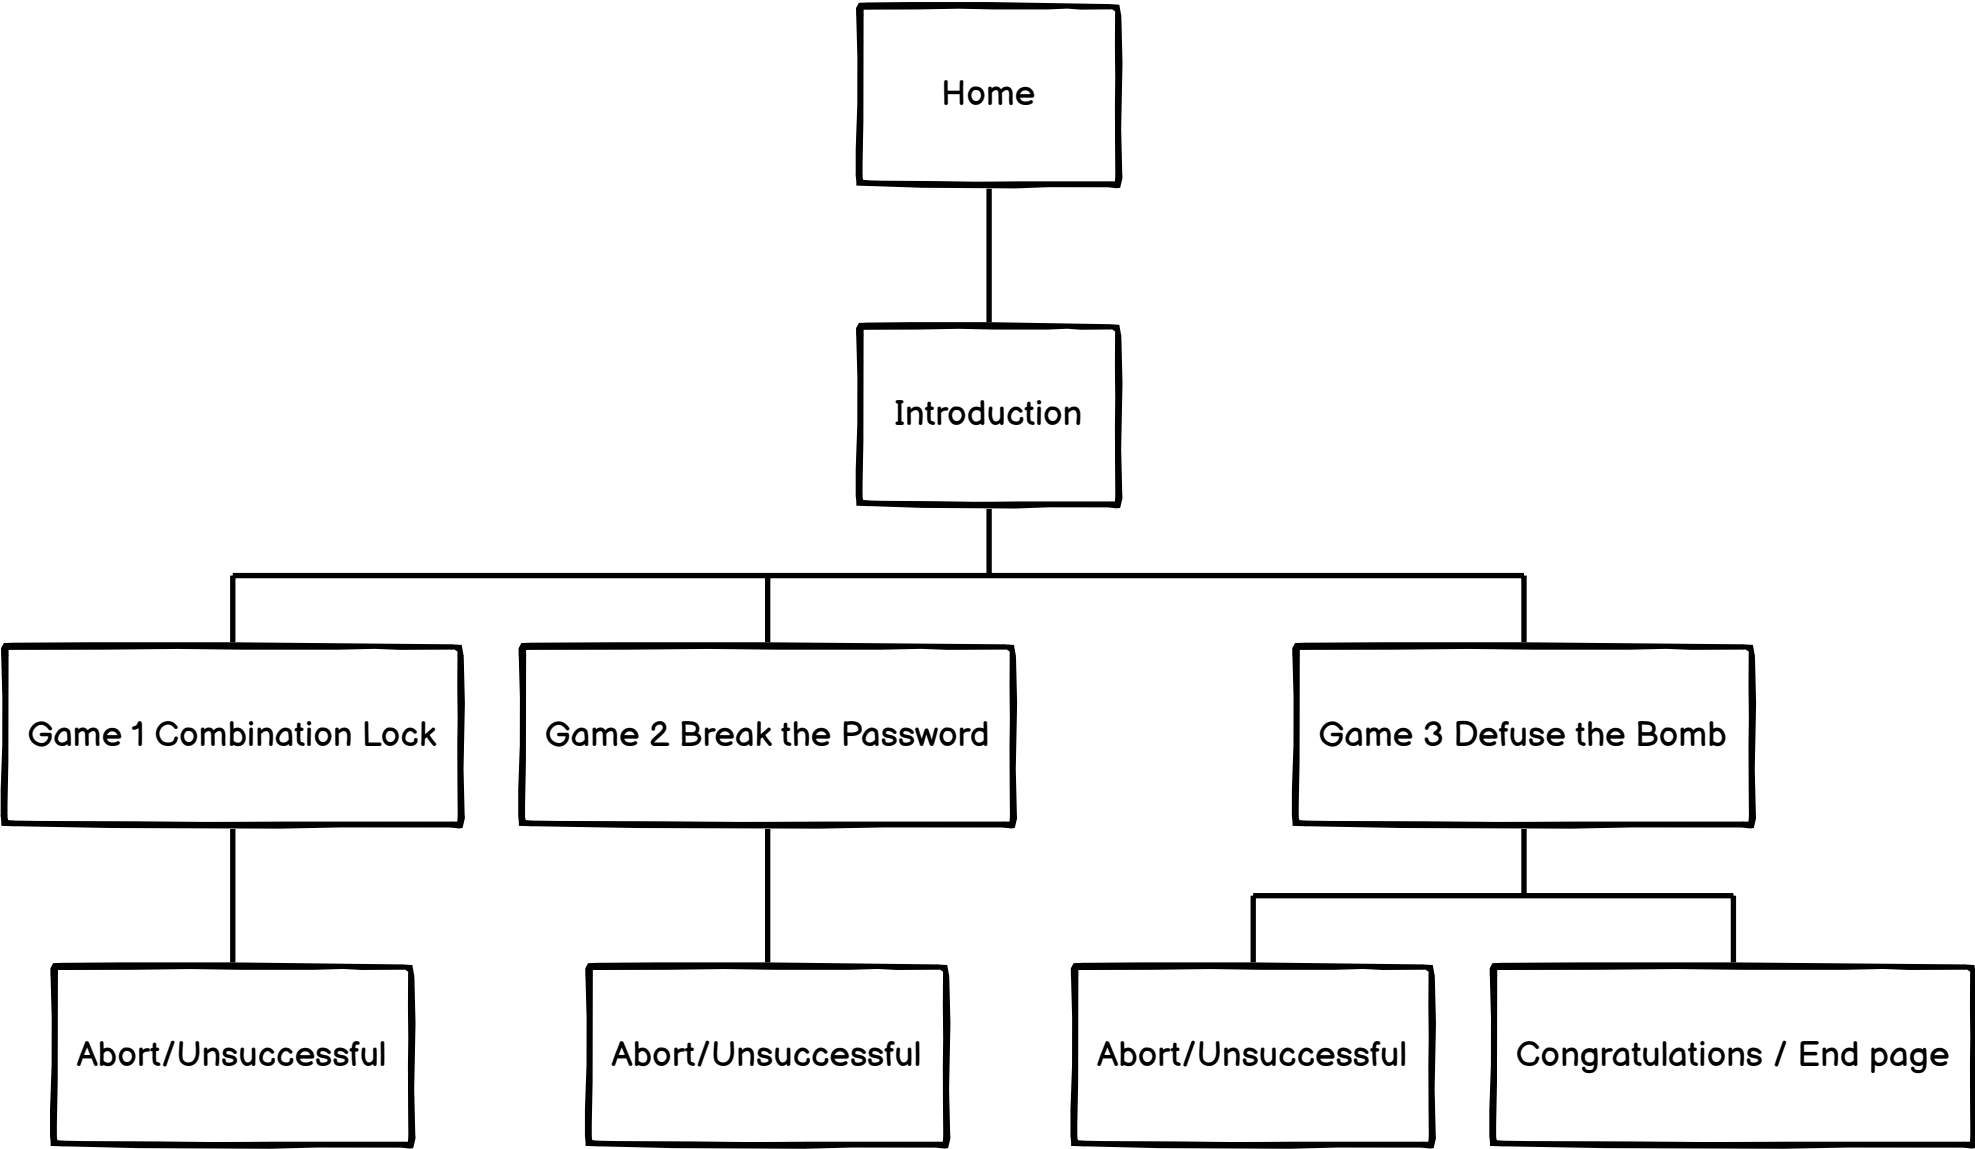 Home
Introduction
Game 1 Combination Lock
Game 2 Break the Password
Game 3 Defuse the Bomb
Abort/Unsuccessful
Abort/Unsuccessful
Abort/Unsuccessful
Congratulations / End page